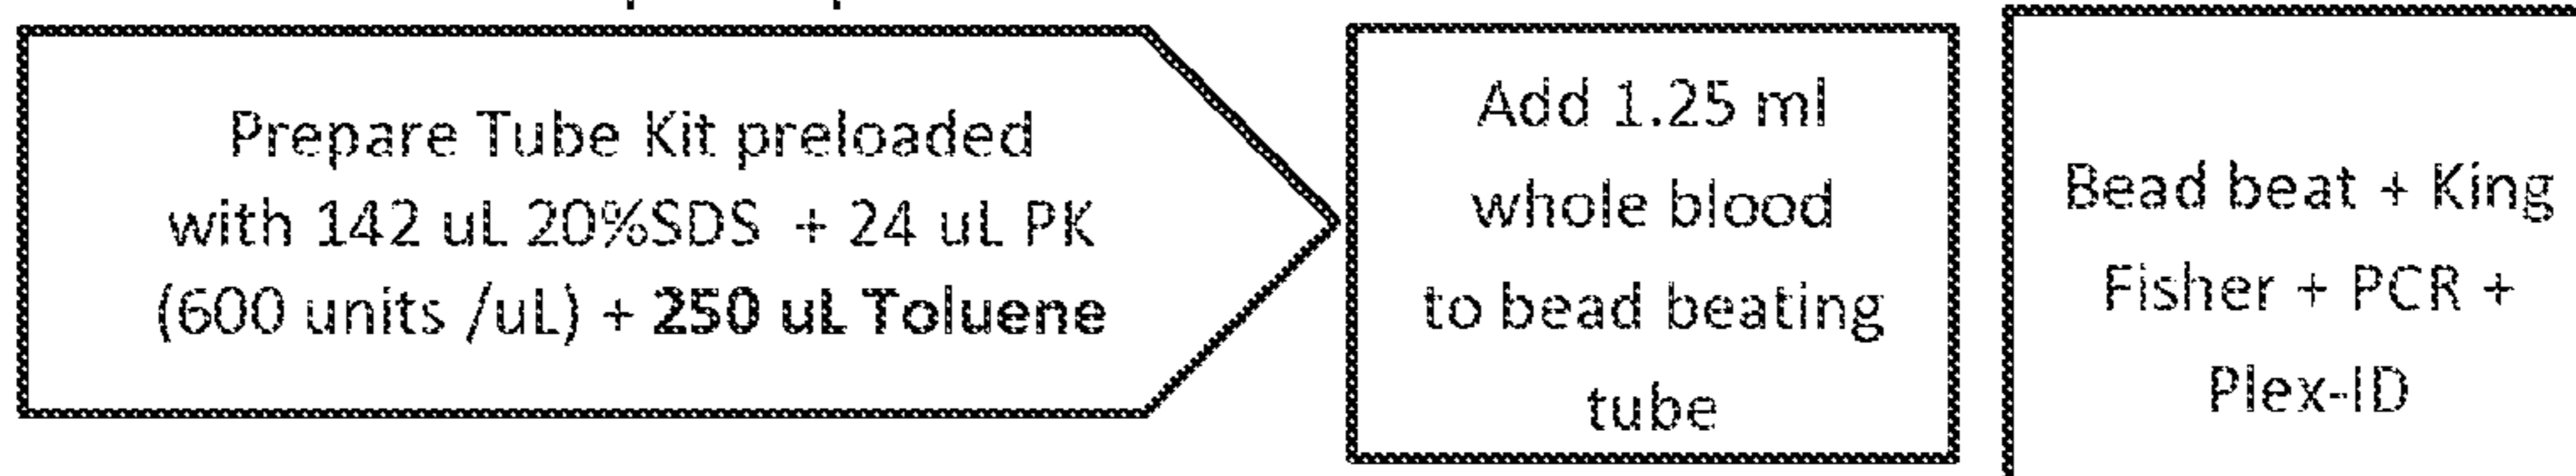 Prepare Tube Kit preloaded
with 142 uL 20%SDS + 24 uL PK
(600 units /uL) + 250 uL Toluene
Add 1.25 ml
whole blood
to bead beating
tube
Bead beat + King
Fisher + PCR +
Plex-ID